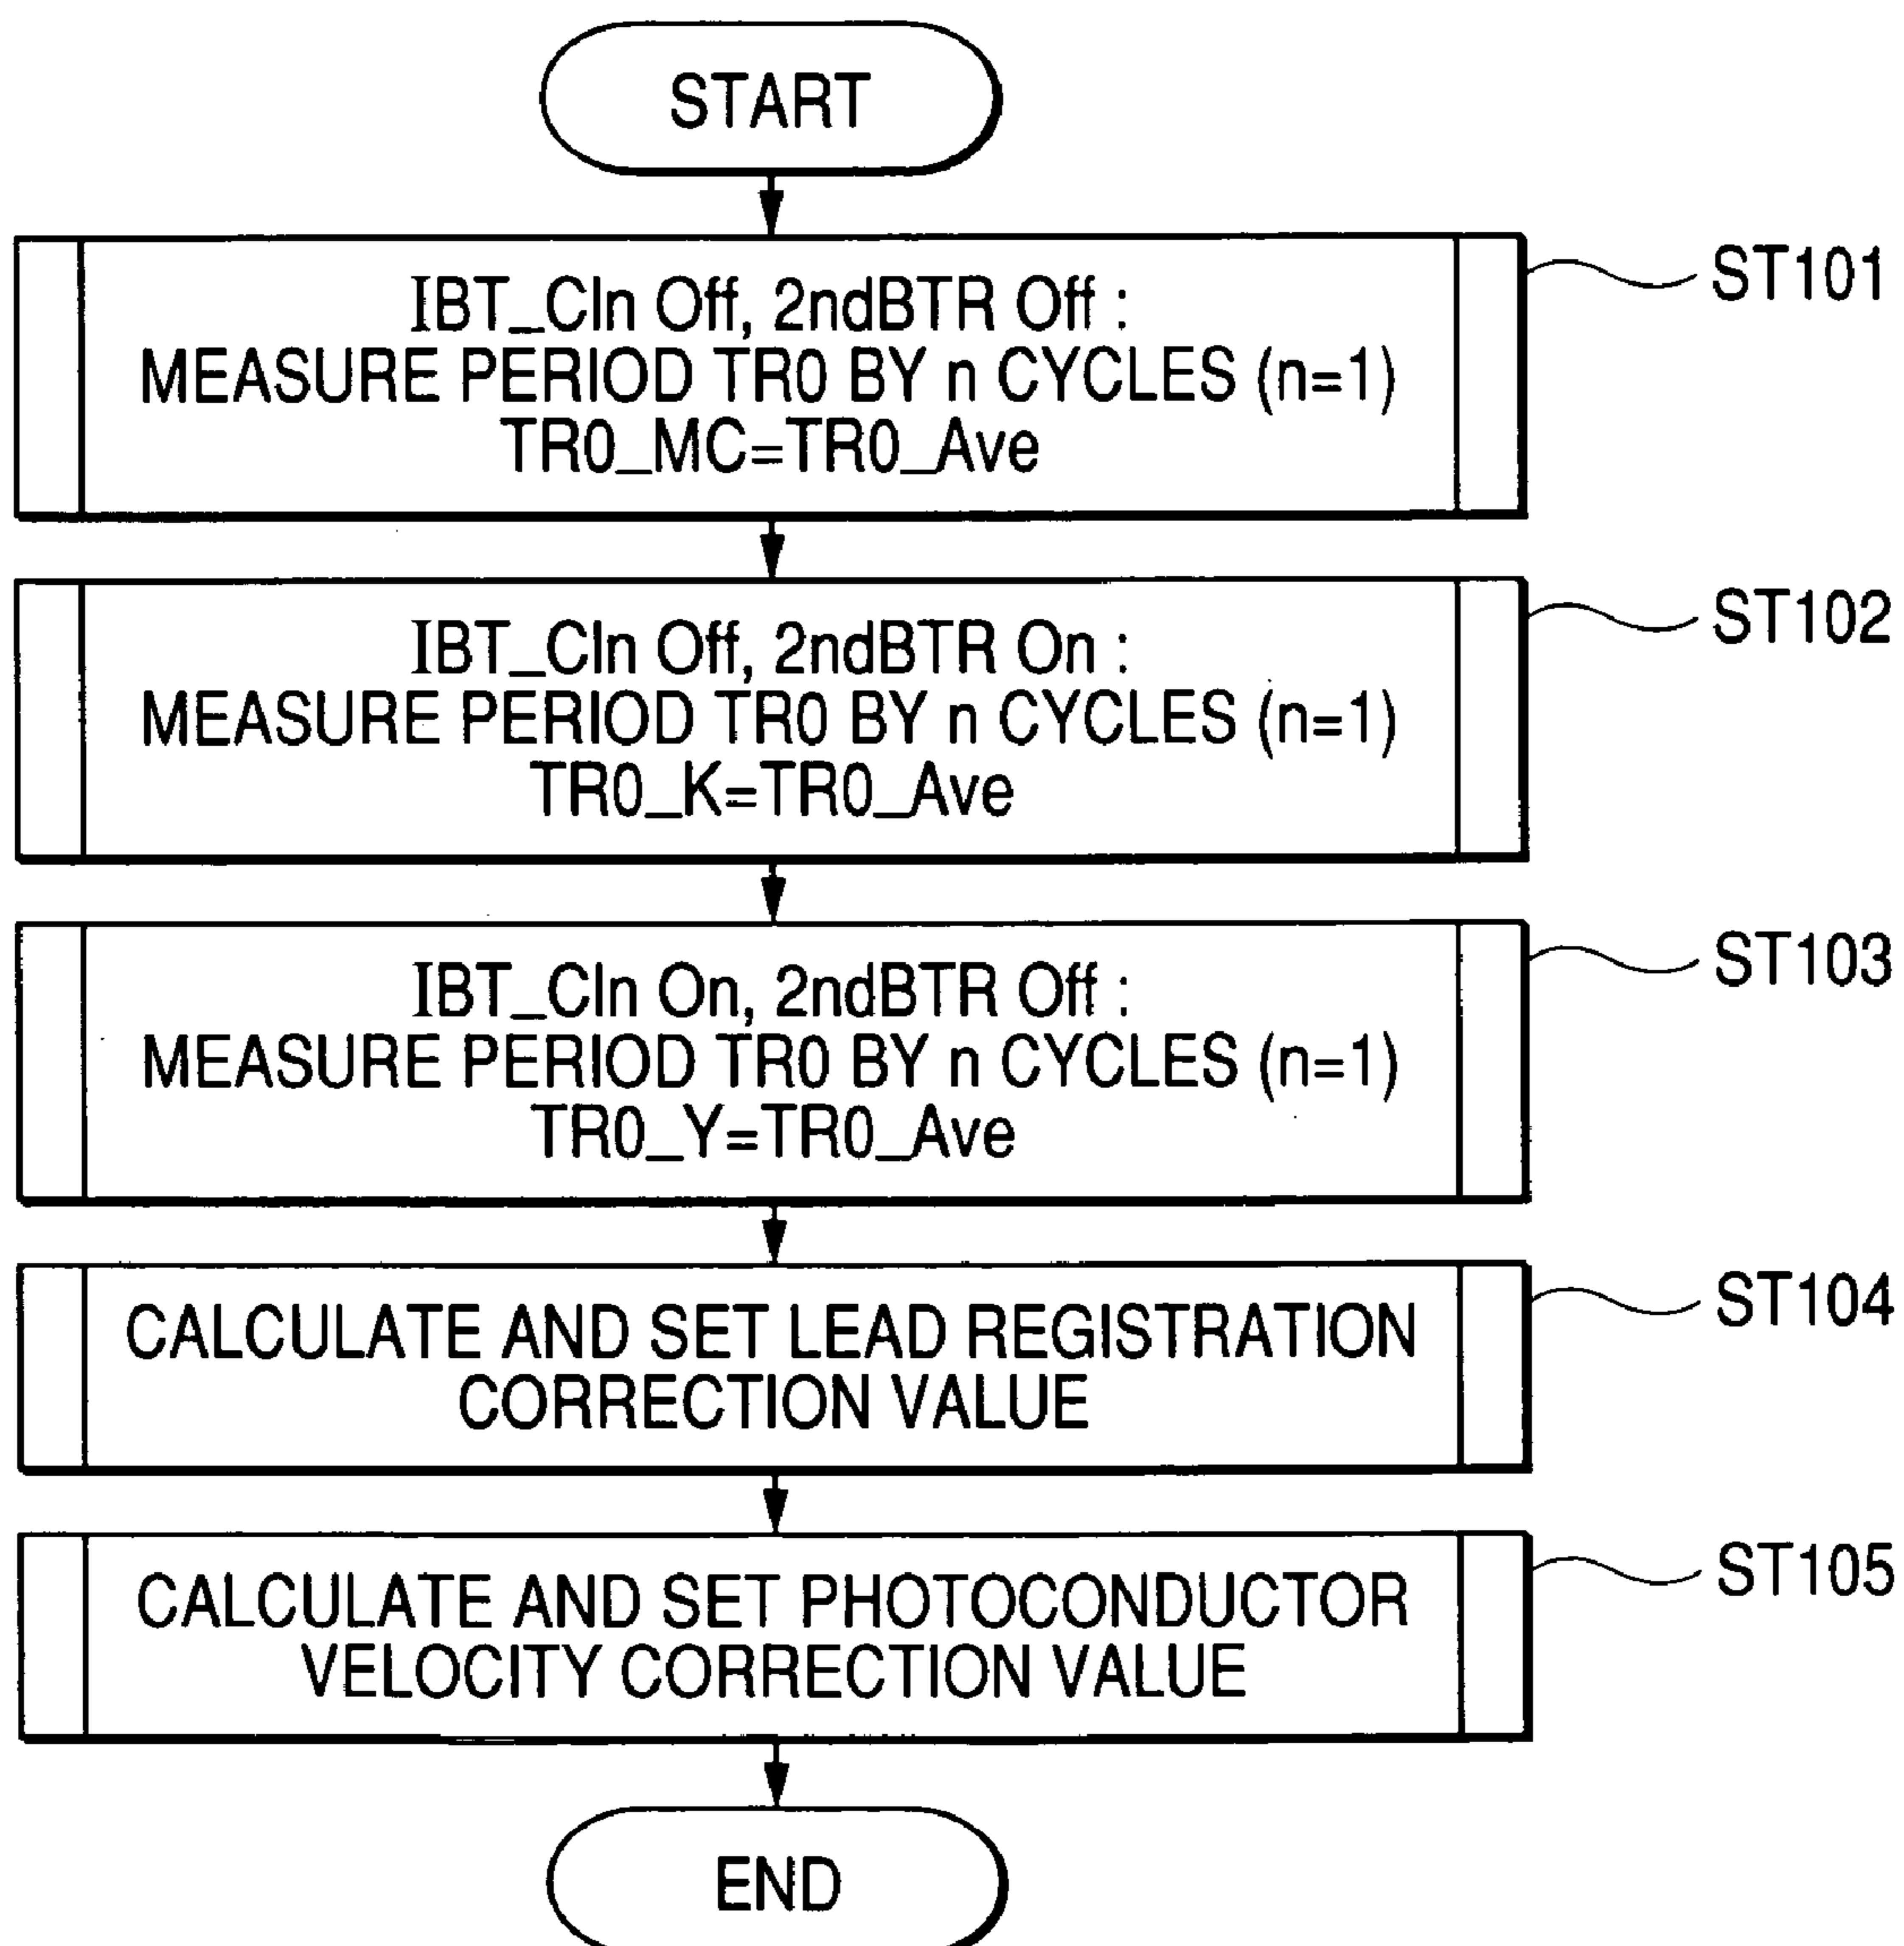 START
IBT_Cln Off, 2ndBTR Off :
MEASURE PERIOD TR0 BY n CYCLES (n=1)
TR0_MC=TR0_Ave
ST101
IBT_Cln Off, 2ndBTR On :
MEASURE PERIOD TR0 BY n CYCLES (n=1)
TR0_K=TR0_Ave
ST102
IBT_Cln On, 2ndBTR Off :
MEASURE PERIOD TR0 BY n CYCLES (n=1)
TR0_Y=TR0_Ave
ST103
CALCULATE AND SET LEAD REGISTRATION
CORRECTION VALUE
ST104
CALCULATE AND SET PHOTOCONDUCTOR
VELOCITY CORRECTION VALUE
ST105
END